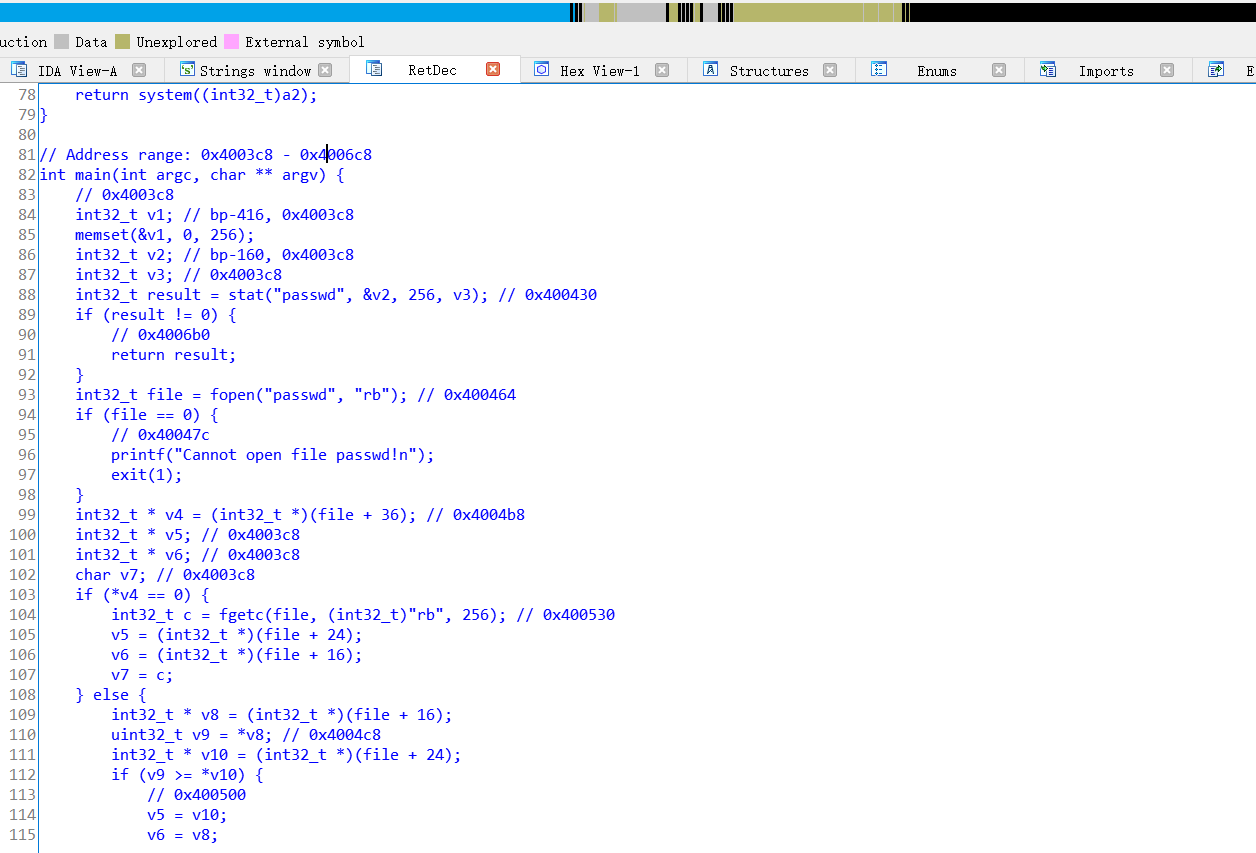 uction Data Unexplored External symbol
IDA View-A Strings window RetDec Hex View-1 Structures Enums Imports E
78 return system((int32_t)a2);
79 }
80
81 // Address range: 0x4003c8 - 0x4006c8
82 int main(int argc, char ** argv) {
83 // 0x4003c8
84 int32_t v1; // bp-416, 0x4003c8
85 memset(&v1, 0, 256);
86 int32_t v2; // bp-160, 0x4003c8
87 int32_t v3; // 0x4003c8
88 int32_t result = stat("passwd", &v2, 256, v3); // 0x400430
89 if (result != 0) {
90 // 0x4006b0
91 return result;
92 }
93 int32_t file = fopen("passwd", "rb"); // 0x400464
94 if (file == 0) {
95 // 0x40047c
96 printf("Cannot open file passwd!n");
97 exit(1);
98 }
99 int32_t * v4 = (int32_t *)(file + 36); // 0x4004b8
100 int32_t * v5; // 0x4003c8
101 int32_t * v6; // 0x4003c8
102 char v7; // 0x4003c8
103 if (*v4 == 0) {
104 int32_t c = fgetc(file, (int32_t)"rb", 256); // 0x400530
105 v5 = (int32_t *)(file + 24);
106 v6 = (int32_t *)(file + 16);
107 v7 = c;
108 } else {
109 int32_t * v8 = (int32_t *)(file + 16);
110 uint32_t v9 = *v8; // 0x4004c8
111 int32_t * v10 = (int32_t *)(file + 24);
112 if (v9 >= *v10) {
113 // 0x400500
114 v5 = v10;
115 v6 = v8;